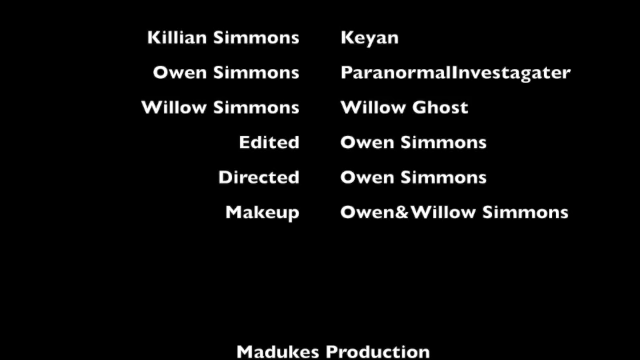 Killian Simmons Keyan
Owen Simmons ParanormalInvestagater
Willow Simmons Willow Ghost
Edited Owen Simmons
Directed Owen Simmons
Makeup Owen&Willow Simmons
Madukes Production